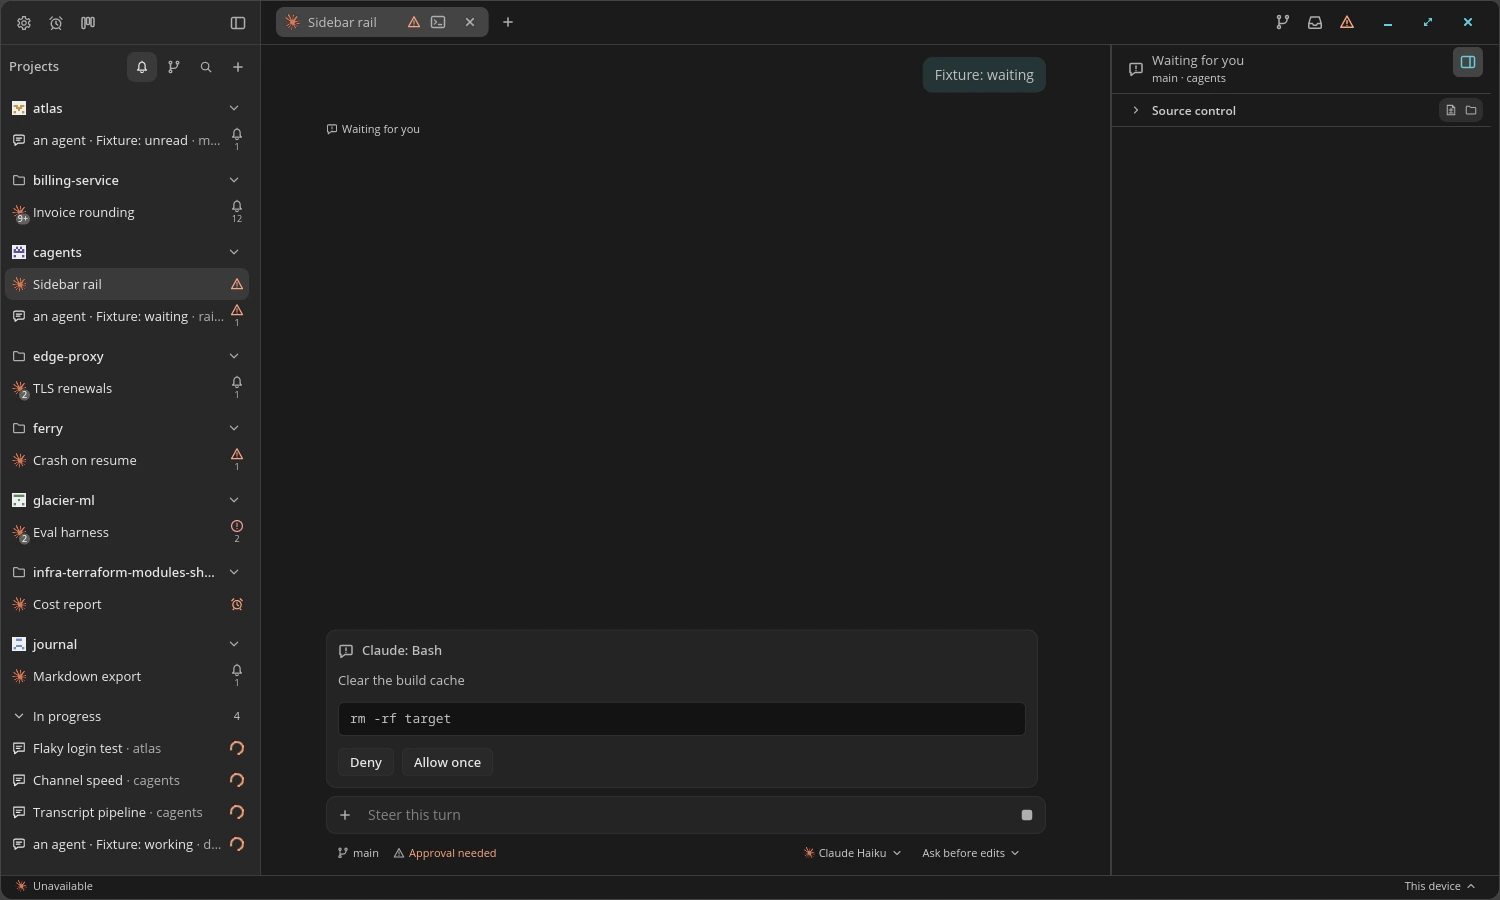 Sidebar rail
Projects
atlas
an agent · Fixture: unread · m...
1
billing-service
Invoice rounding
9+
12
cagents
Sidebar rail
an agent · Fixture: waiting · rai...
1
edge-proxy
TLS renewals
2
1
ferry
Crash on resume
1
glacier-ml
Eval harness
2
2
infra-terraform-modules-sh...
Cost report
journal
Markdown export
1
In progress
4
Flaky login test · atlas
Channel speed · cagents
Transcript pipeline · cagents
an agent · Fixture: working · d...
Unavailable
Fixture: waiting
Waiting for you
Claude: Bash
Clear the build cache
rm -rf target
Deny
Allow once
Steer this turn
main
Approval needed
Claude Haiku
Ask before edits
Waiting for you
main · cagents
Source control
This device